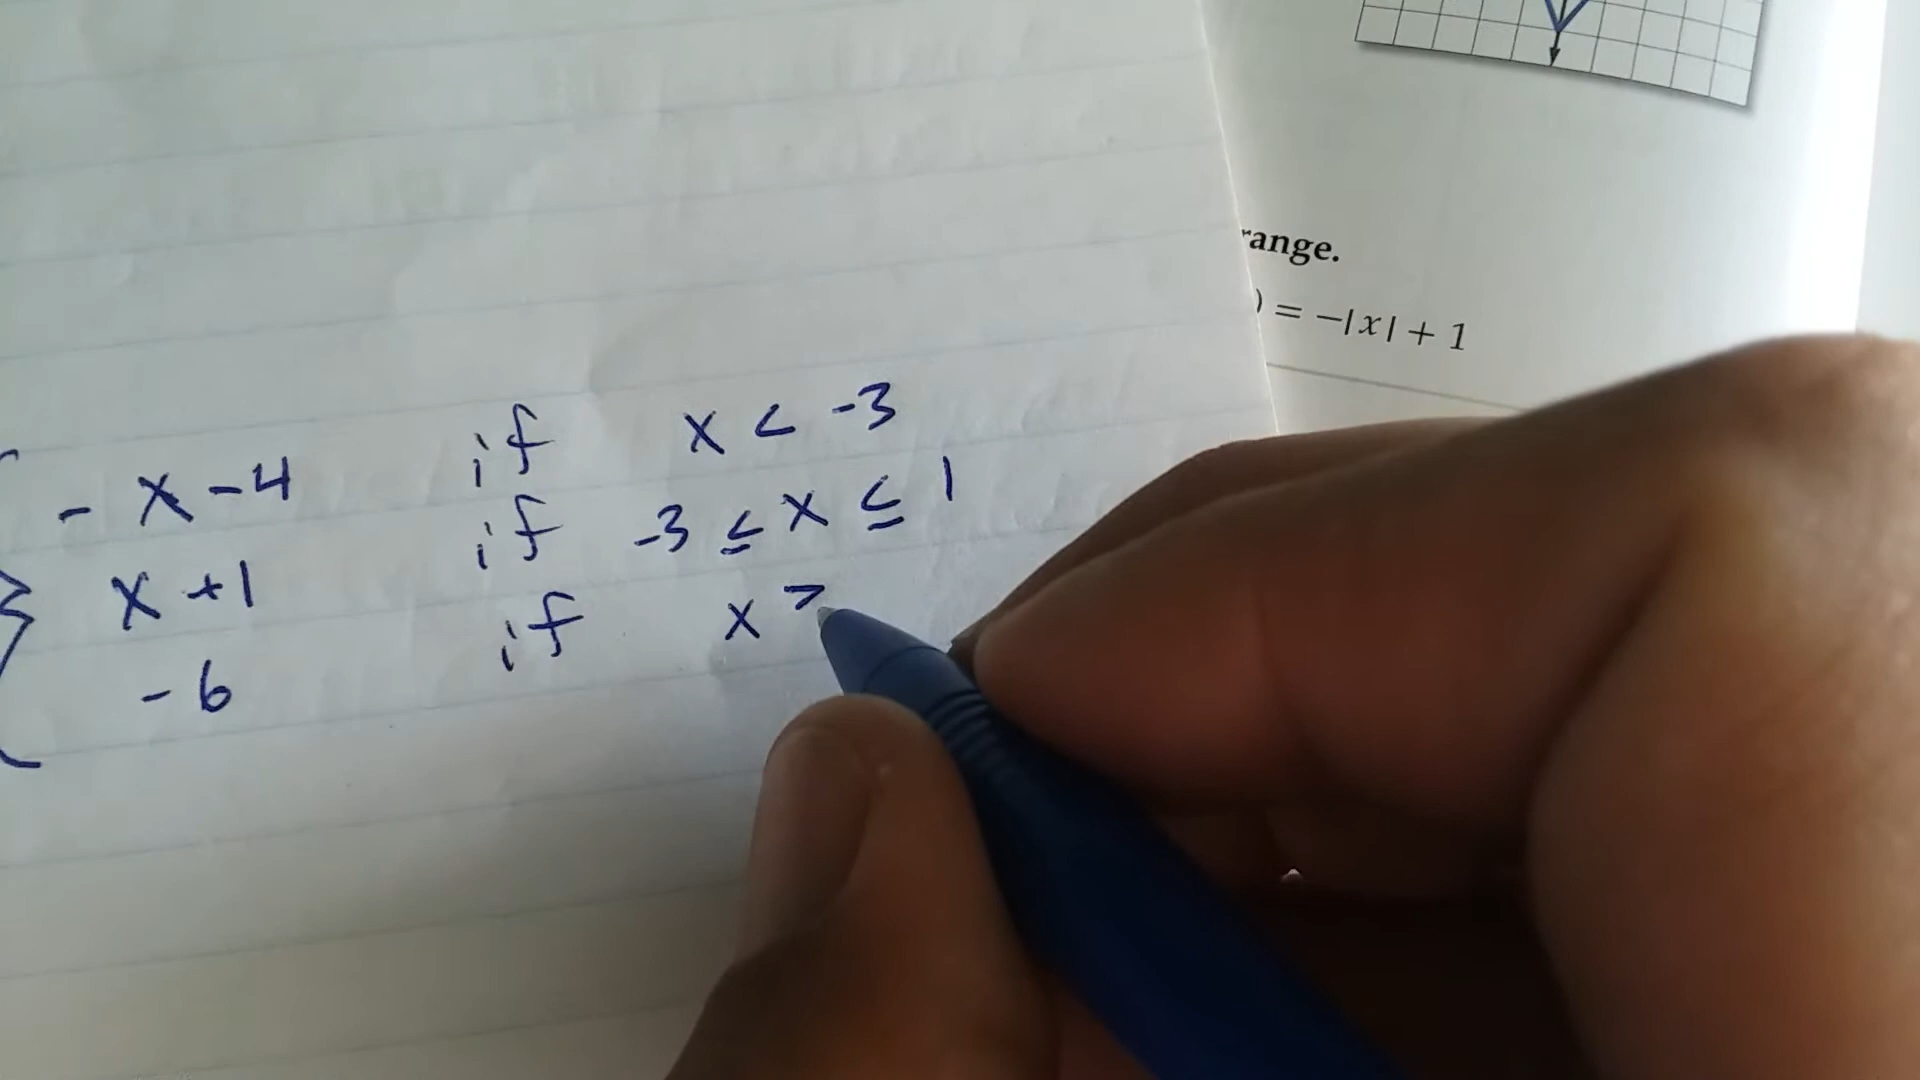 range.
) = -|x| + 1
- x - 4 if x < -3
x + 1 if -3 ≤ x ≤ 1
- 6 if x >